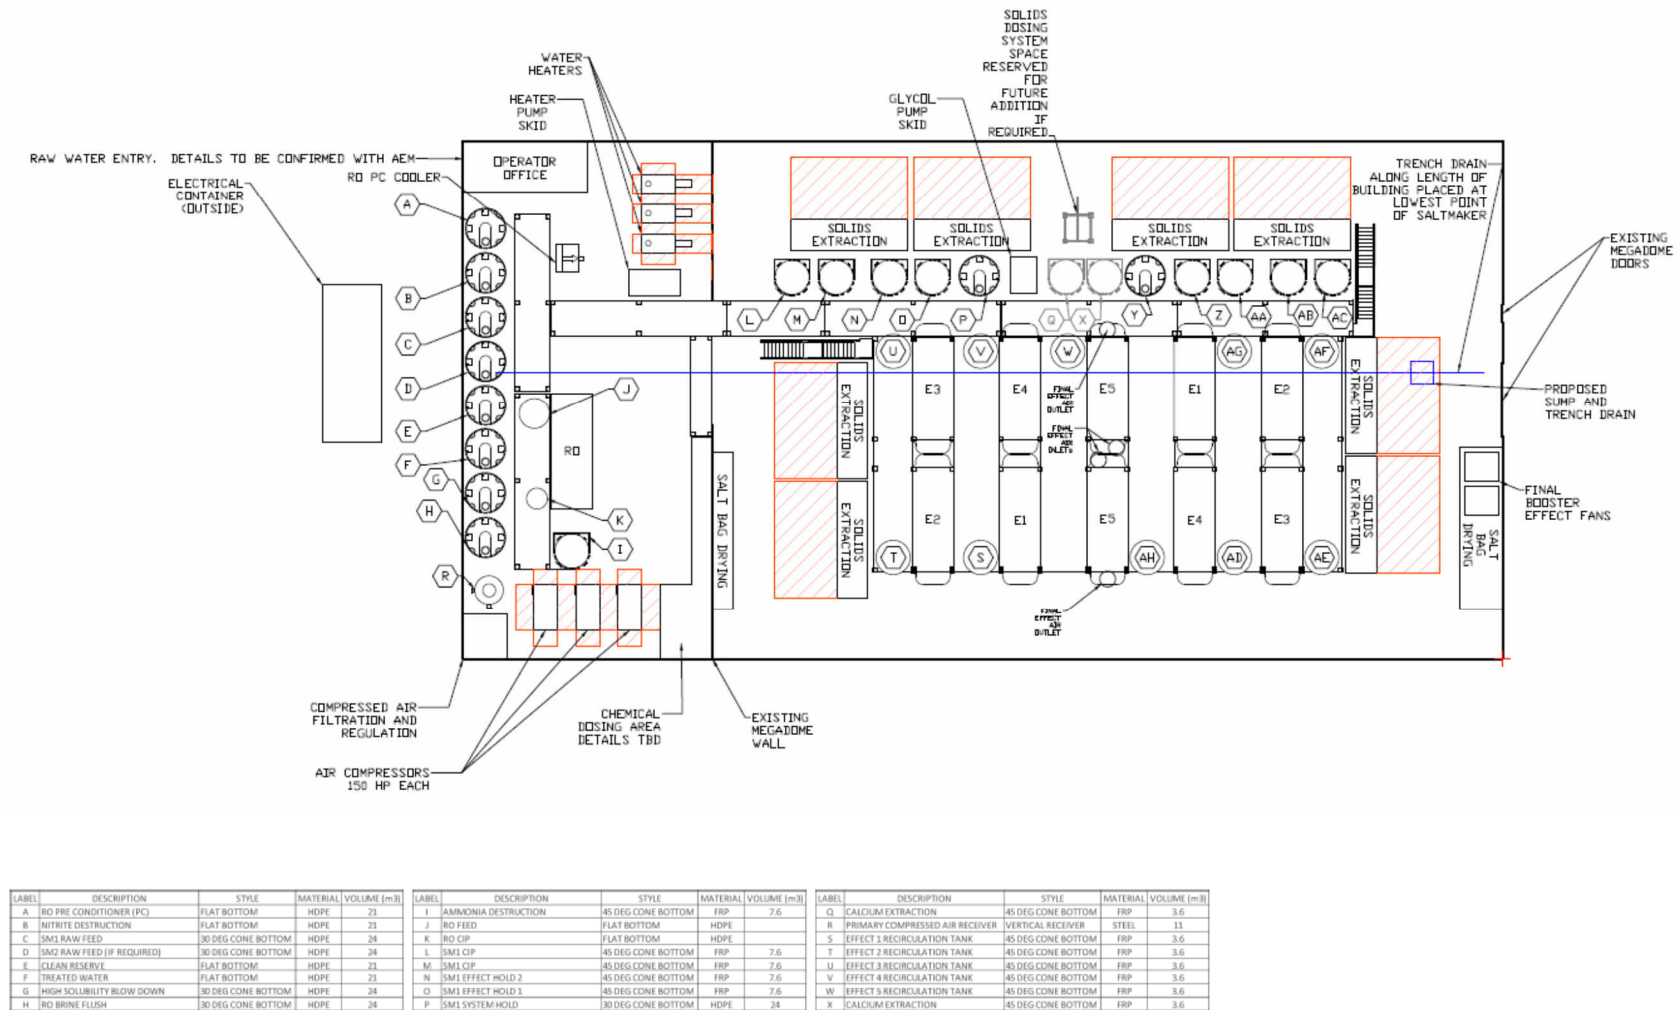 SOLIDS
DOSING
SYSTEM
SPACE
RESERVED
FOR
FUTURE
ADDITION
IF
REQUIRED
WATER
HEATERS
HEATER
PUMP
SKID
GLYCOL
PUMP
SKID
RAW WATER ENTRY. DETAILS TO BE CONFIRMED WITH AEM
RO PC COOLER
ELECTRICAL
CONTAINER
(OUTSIDE)
OPERATOR
OFFICE
TRENCH DRAIN
ALONG LENGTH OF
BUILDING PLACED AT
LOWEST POINT
OF SALTMAKER
EXISTING
MEGADOME
DOORS
SOLIDS
EXTRACTION
SOLIDS
EXTRACTION
SOLIDS
EXTRACTION
SOLIDS
EXTRACTION
A
B
C
D
E
F
G
H
R
J
K
I
RO
L
M
N
O
P
Q
X
Y
Z
AA
AB
AC
U
V
W
AG
AF
E3
E4
E5
E1
E2
FINAL
EFFECT
AIR
OUTLET
FINAL
EFFECT
AIR
INLETs
SOLIDS
EXTRACTION
SOLIDS
EXTRACTION
SOLIDS
EXTRACTION
SOLIDS
EXTRACTION
PROPOSED
SUMP AND
TRENCH DRAIN
E2
E1
E5
E4
E3
T
S
AH
AD
AE
SALT BAG DRYING
SALT
BAG
DRYING
FINAL
BOOSTER
EFFECT FANS
FINAL
EFFECT
AIR
OUTLET
COMPRESSED AIR
FILTRATION AND
REGULATION
AIR COMPRESSORS
150 HP EACH
CHEMICAL
DOSING AREA
DETAILS TBD
EXISTING
MEGADOME
WALL
LABEL DESCRIPTION STYLE MATERIAL VOLUME (m3)
A RO PRE CONDITIONER (PC) FLAT BOTTOM HDPE 21
B NITRITE DESTRUCTION FLAT BOTTOM HDPE 21
C SM1 RAW FEED 30 DEG CONE BOTTOM HDPE 24
D SM2 RAW FEED (IF REQUIRED) 30 DEG CONE BOTTOM HDPE 24
E CLEAN RESERVE FLAT BOTTOM HDPE 21
F TREATED WATER FLAT BOTTOM HDPE 21
G HIGH SOLUBILITY BLOW DOWN 30 DEG CONE BOTTOM HDPE 24
H RO BRINE FLUSH 30 DEG CONE BOTTOM HDPE 24
LABEL DESCRIPTION STYLE MATERIAL VOLUME (m3)
I AMMONIA DESTRUCTION 45 DEG CONE BOTTOM FRP 7.6
J RO FEED FLAT BOTTOM HDPE
K RO CIP FLAT BOTTOM HDPE
L SM1 CIP 45 DEG CONE BOTTOM FRP 7.6
M SM1 CIP 45 DEG CONE BOTTOM FRP 7.6
N SM1 EFFECT HOLD 2 45 DEG CONE BOTTOM FRP 7.6
O SM1 EFFECT HOLD 1 45 DEG CONE BOTTOM FRP 7.6
P SM1 SYSTEM HOLD 30 DEG CONE BOTTOM HDPE 24
LABEL DESCRIPTION STYLE MATERIAL VOLUME (m3)
Q CALCIUM EXTRACTION 45 DEG CONE BOTTOM FRP 3.6
R PRIMARY COMPRESSED AIR RECEIVER VERTICAL RECEIVER STEEL 11
S EFFECT 1 RECIRCULATION TANK 45 DEG CONE BOTTOM FRP 3.6
T EFFECT 2 RECIRCULATION TANK 45 DEG CONE BOTTOM FRP 3.6
U EFFECT 3 RECIRCULATION TANK 45 DEG CONE BOTTOM FRP 3.6
V EFFECT 4 RECIRCULATION TANK 45 DEG CONE BOTTOM FRP 3.6
W EFFECT 5 RECIRCULATION TANK 45 DEG CONE BOTTOM FRP 3.6
X CALCIUM EXTRACTION 45 DEG CONE BOTTOM FRP 3.6